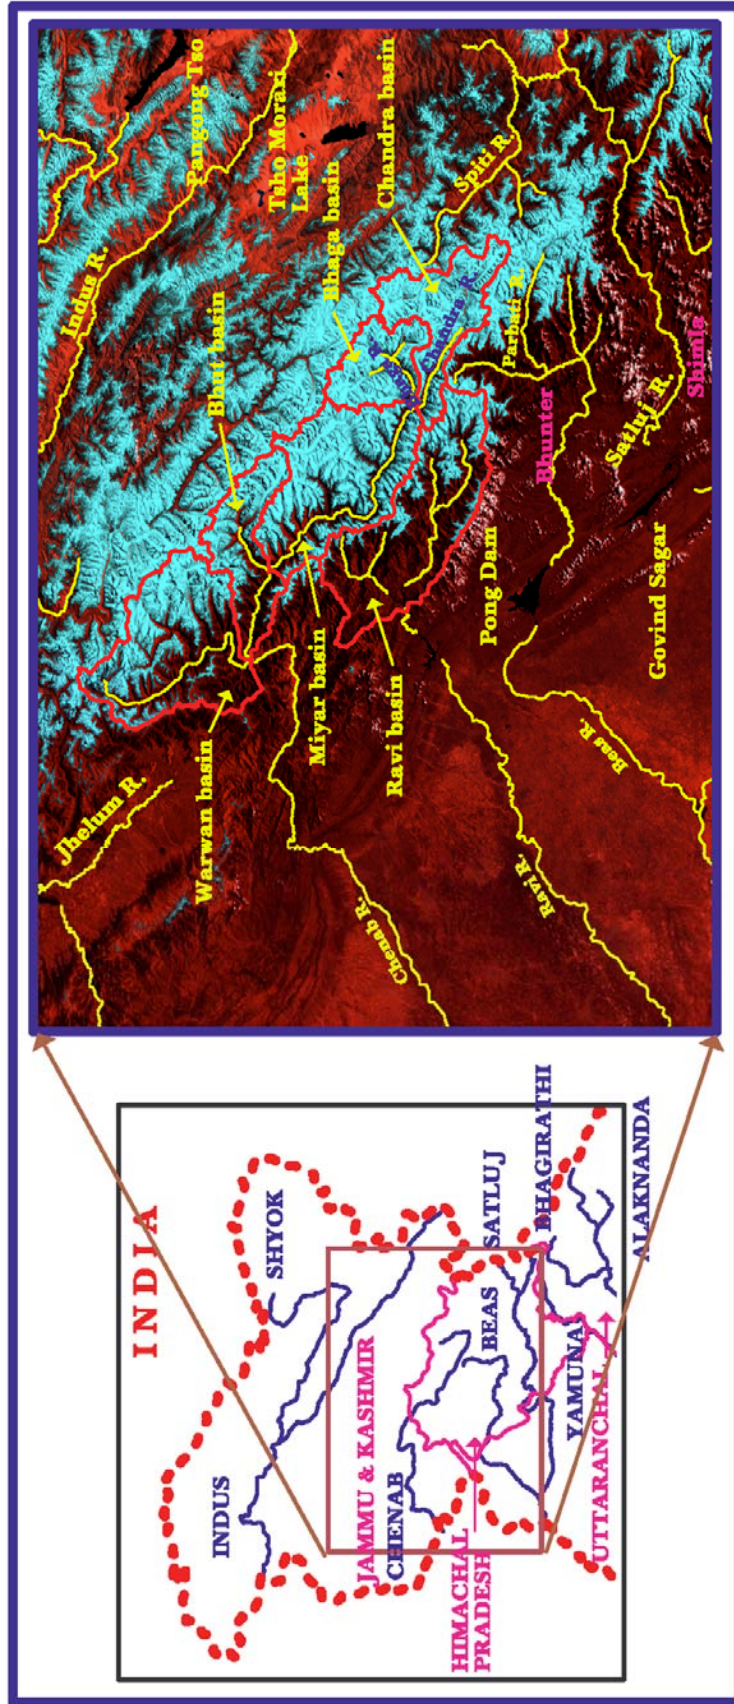 INDIA
SHYOK
INDUS
JAMMU & KASHMIR
CHENAB
HIMACHAL
PRADESH
BEAS
SATLUJ
YAMUNA
UTTARANCHAL
BHAGIRATHI
ALAKNANDA
Indus R.
Pangong Tso
Tsho Morari
Lake
Jhelum R.
Bhut basin
Bhaga basin
Chandra basin
Warwan basin
Spiti R.
Chandra R.
Miyar basin
Parbati R.
Ravi basin
Chenab R.
Pong Dam
Bhunter
Satluj R.
Shimla
Ravi R.
Beas R.
Govind Sagar